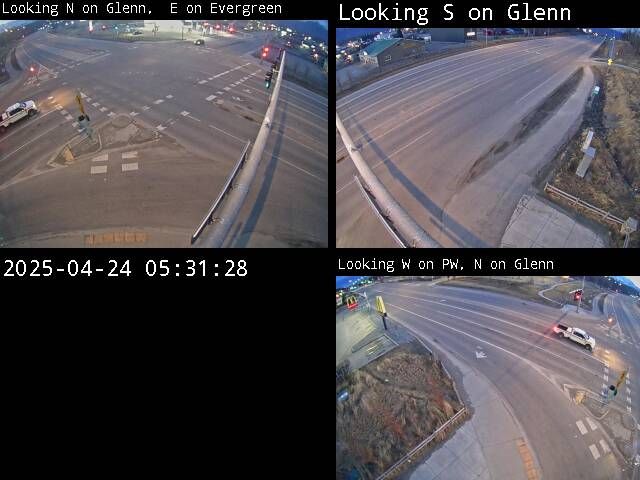 Looking N on Glenn,  E on Evergreen
Looking S on Glenn
2025-04-24 05:31:28
Looking W on PW, N on Glenn